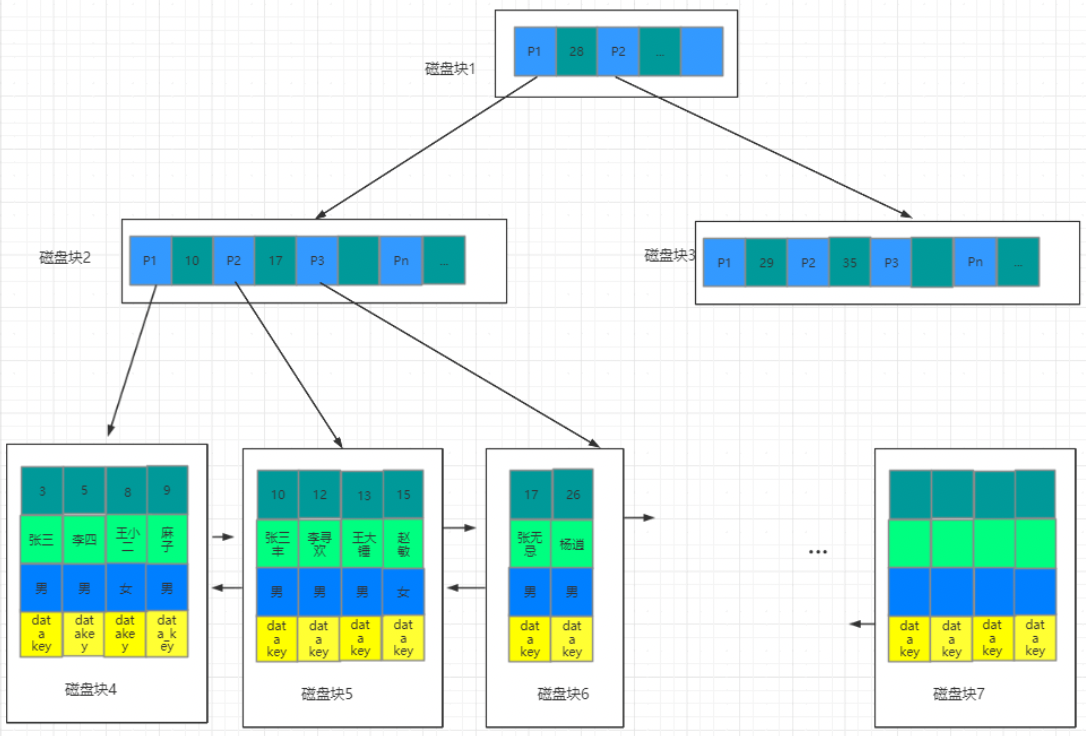 P1 28 P2 ...
磁盘块1
磁盘块2
P1 10 P2 17 P3 Pn ...
磁盘块3
P1 29 P2 35 P3 Pn ...
3 5 8 9
张三 李四 王小二 麻子
男 男 女 男
data key datakey datakey data_key
磁盘块4
10 12 13 15
张三丰 李寻欢 王大锤 赵敏
男 男 男 女
data key data key data key data key
磁盘块5
17 26
张无忌 杨逍
男 男
data key data key
磁盘块6
...
data key data key data key data key
磁盘块7